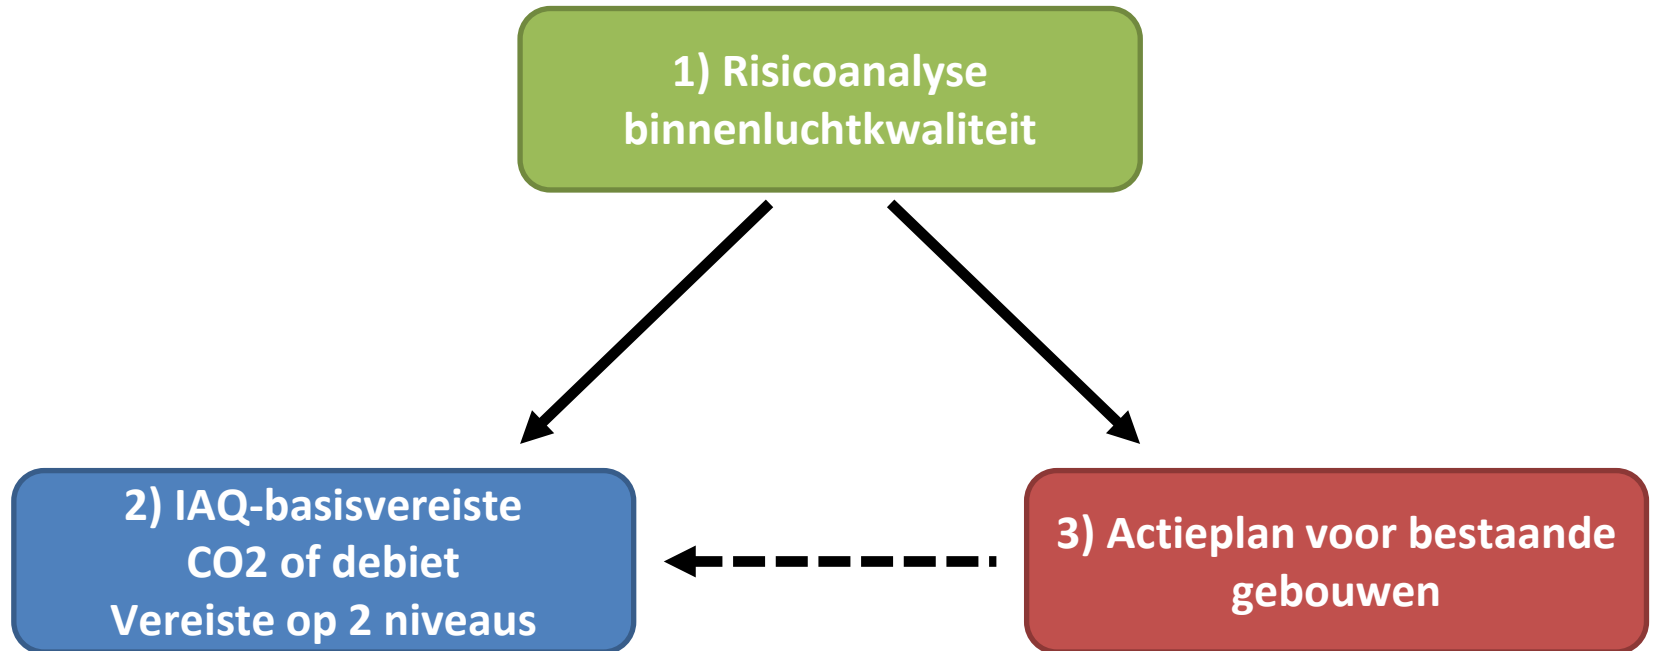 1) Risicoanalyse
binnenluchtkwaliteit
2) IAQ-basisvereiste
CO2 of debiet
Vereiste op 2 niveaus
3) Actieplan voor bestaande
gebouwen